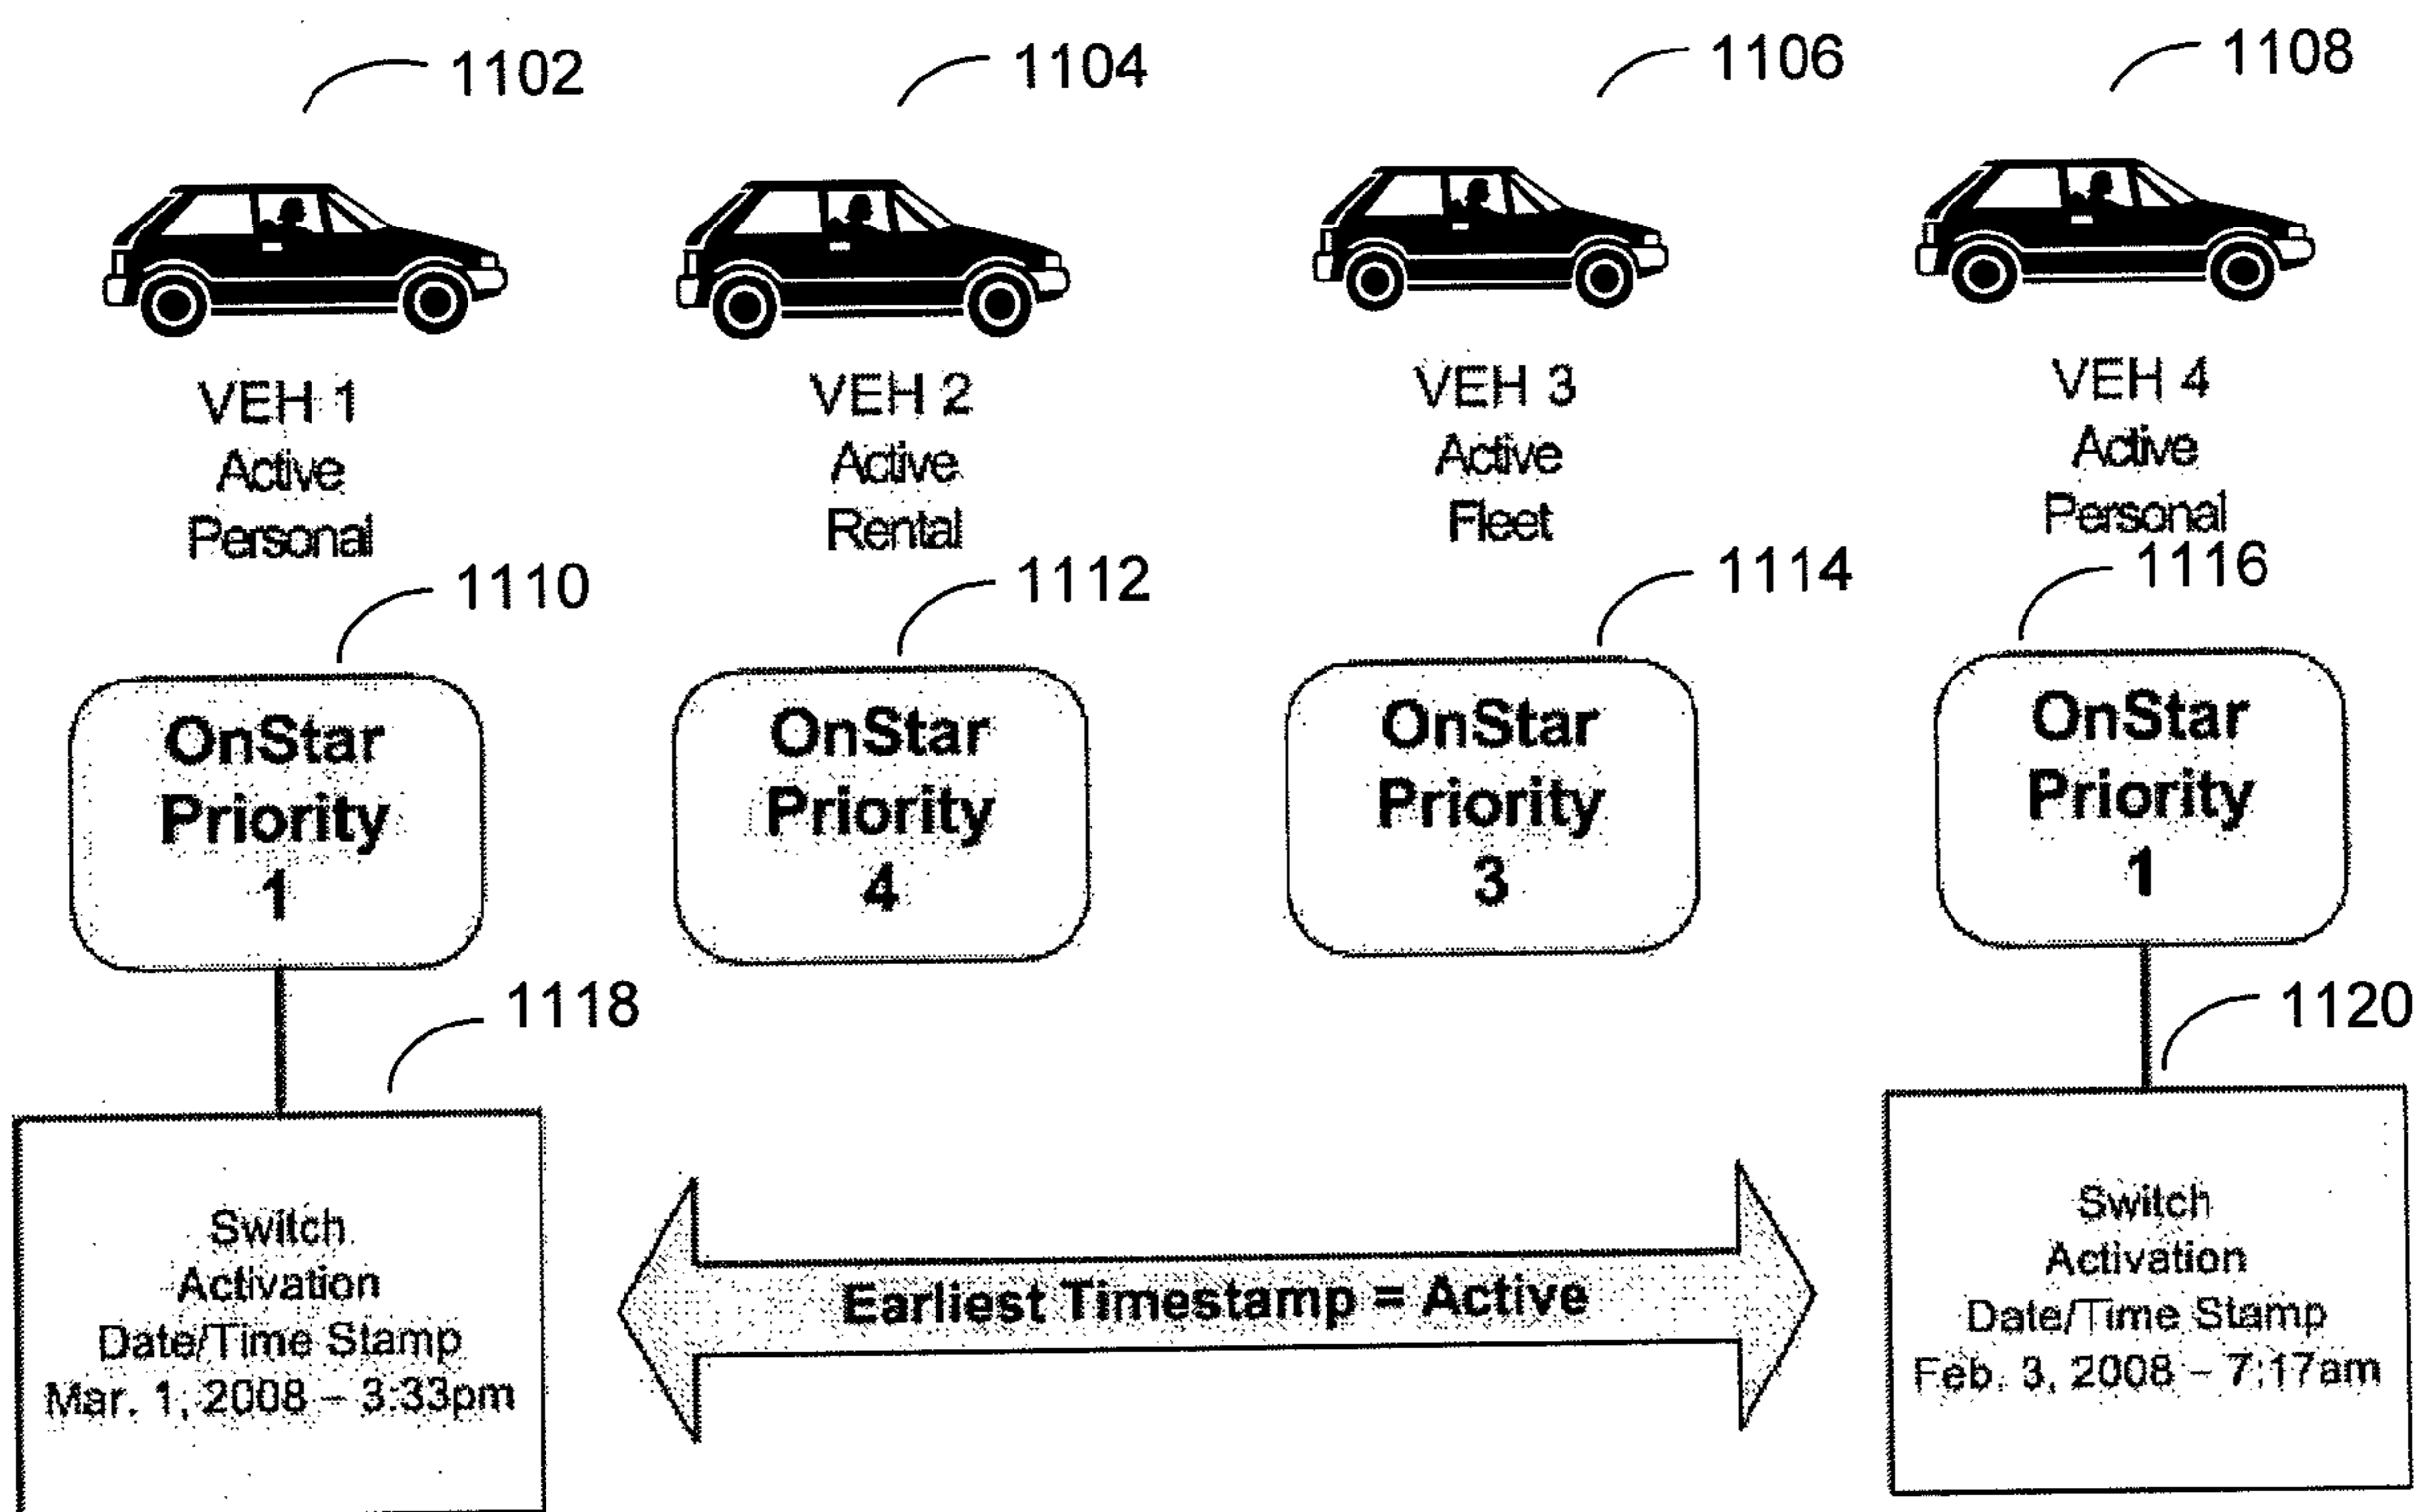 1102
1104
1106
1108
VEH 1
Active
Personal
VEH 2
Active
Rental
VEH 3
Active
Fleet
VEH 4
Active
Personal
1110
1112
1114
1116
OnStar
Priority
1
OnStar
Priority
4
OnStar
Priority
3
OnStar
Priority
1
1118
1120
Switch
Activation
Date/Time Stamp
Mar. 1, 2008 – 3:33pm
Earliest Timestamp = Active
Switch
Activation
Date/Time Stamp
Feb. 3, 2008 – 7:17am